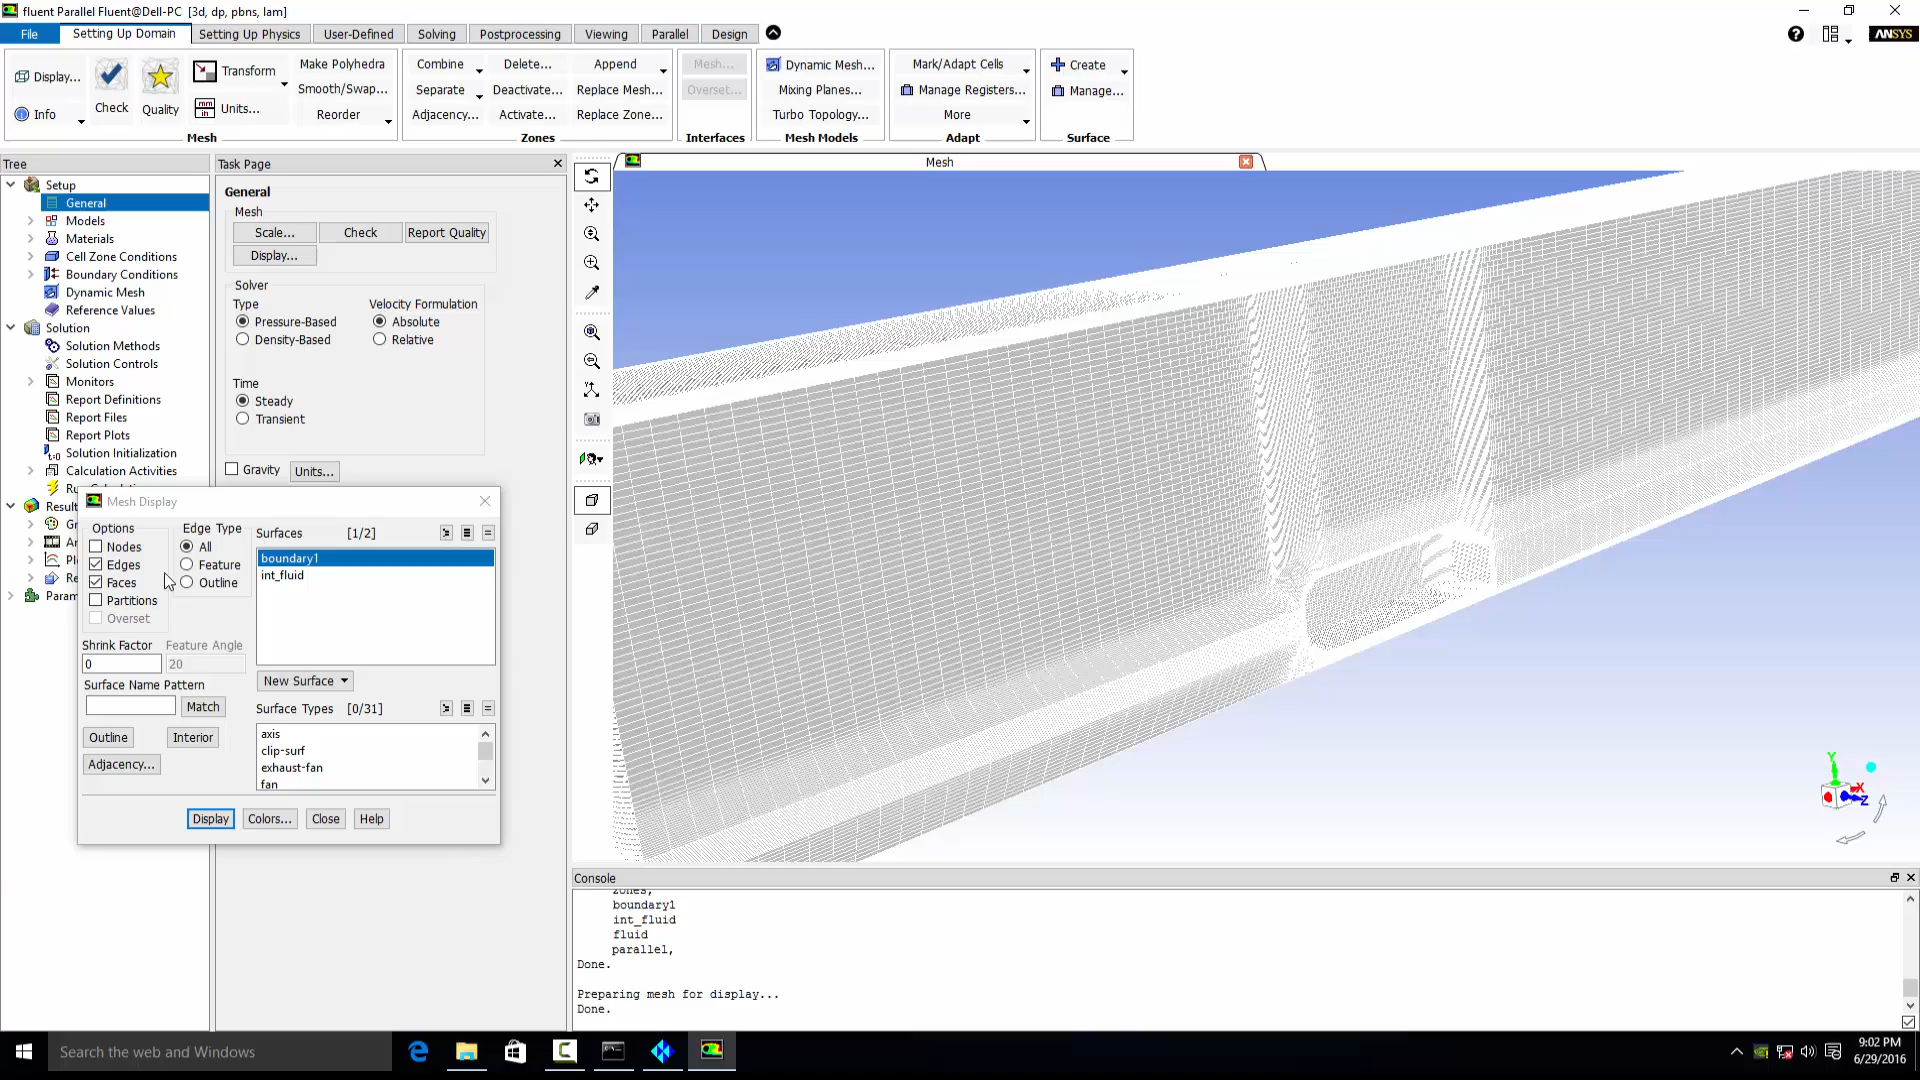 fluent Parallel Fluent@Dell-PC [3d, dp, pbns, lam]
File
Setting Up Domain
Setting Up Physics
User-Defined
Solving
Postprocessing
Viewing
Parallel
Design
ANSYS
Display...
Info
Check
Quality
Transform
Units...
Make Polyhedra
Smooth/Swap...
Reorder
Mesh
Combine
Separate
Adjacency...
Delete...
Deactivate...
Activate...
Append
Replace Mesh...
Replace Zone...
Zones
Mesh...
Overset...
Interfaces
Dynamic Mesh...
Mixing Planes...
Turbo Topology...
Mesh Models
Mark/Adapt Cells
Manage Registers...
More
Adapt
Create
Manage...
Surface
Tree
Setup
General
Models
Materials
Cell Zone Conditions
Boundary Conditions
Dynamic Mesh
Reference Values
Solution
Solution Methods
Solution Controls
Monitors
Report Definitions
Report Files
Report Plots
Solution Initialization
Calculation Activities
Task Page
General
Mesh
Scale...
Check
Report Quality
Display...
Solver
Type
Velocity Formulation
Pressure-Based
Absolute
Density-Based
Relative
Time
Steady
Transient
Gravity
Units...
Mesh Display
Options
Nodes
Edges
Faces
Partitions
Overset
Edge Type
All
Feature
Outline
Shrink Factor
Feature Angle
0
20
Surface Name Pattern
Match
Outline
Interior
Adjacency...
Surfaces [1/2]
boundary1
int_fluid
New Surface
Surface Types [0/31]
axis
clip-surf
exhaust-fan
fan
Display
Colors...
Close
Help
Mesh
Y
X
Z
Console
zones,
boundary1
int_fluid
fluid
parallel,
Done.
Preparing mesh for display...
Done.
Search the web and Windows
9:02 PM
6/29/2016